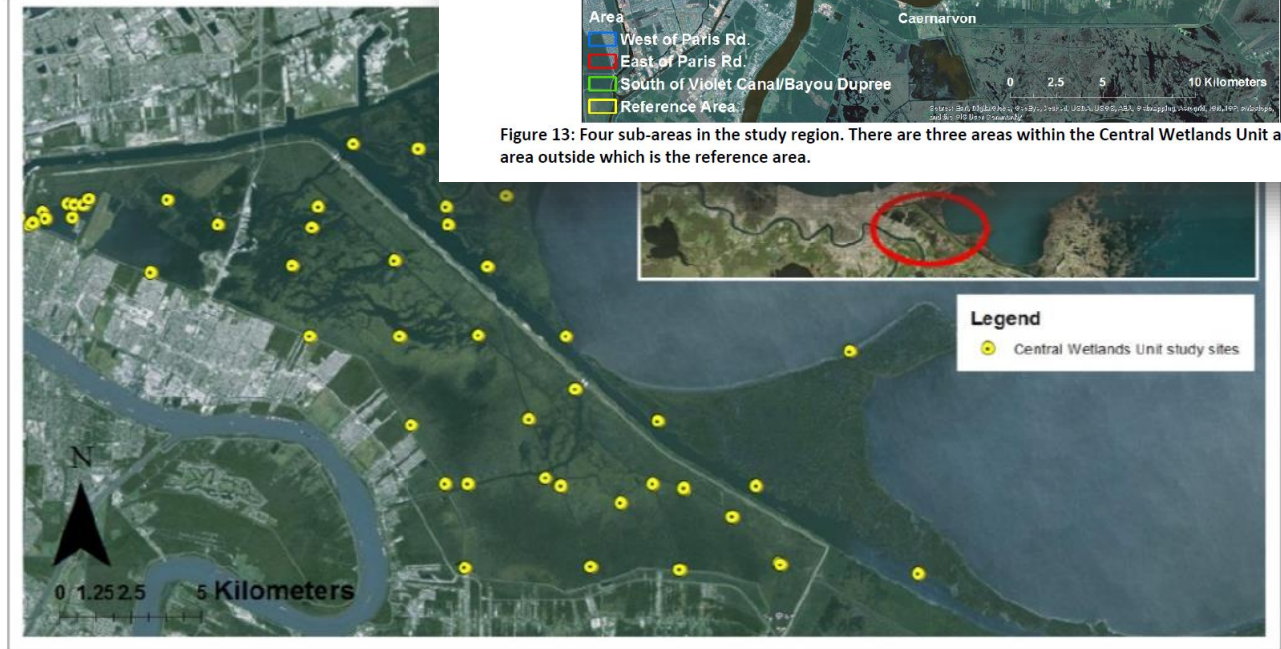 Area
West of Paris Rd.
East of Paris Rd.
South of Violet Canal/Bayou Dupree
Reference Area.
Caernarvon
0 2.5 5 10 Kilometers
Figure 13: Four sub-areas in the study region. There are three areas within the Central Wetlands Unit a
area outside which is the reference area.
Legend
Central Wetlands Unit study sites
N
0 1.25 2.5 5 Kilometers